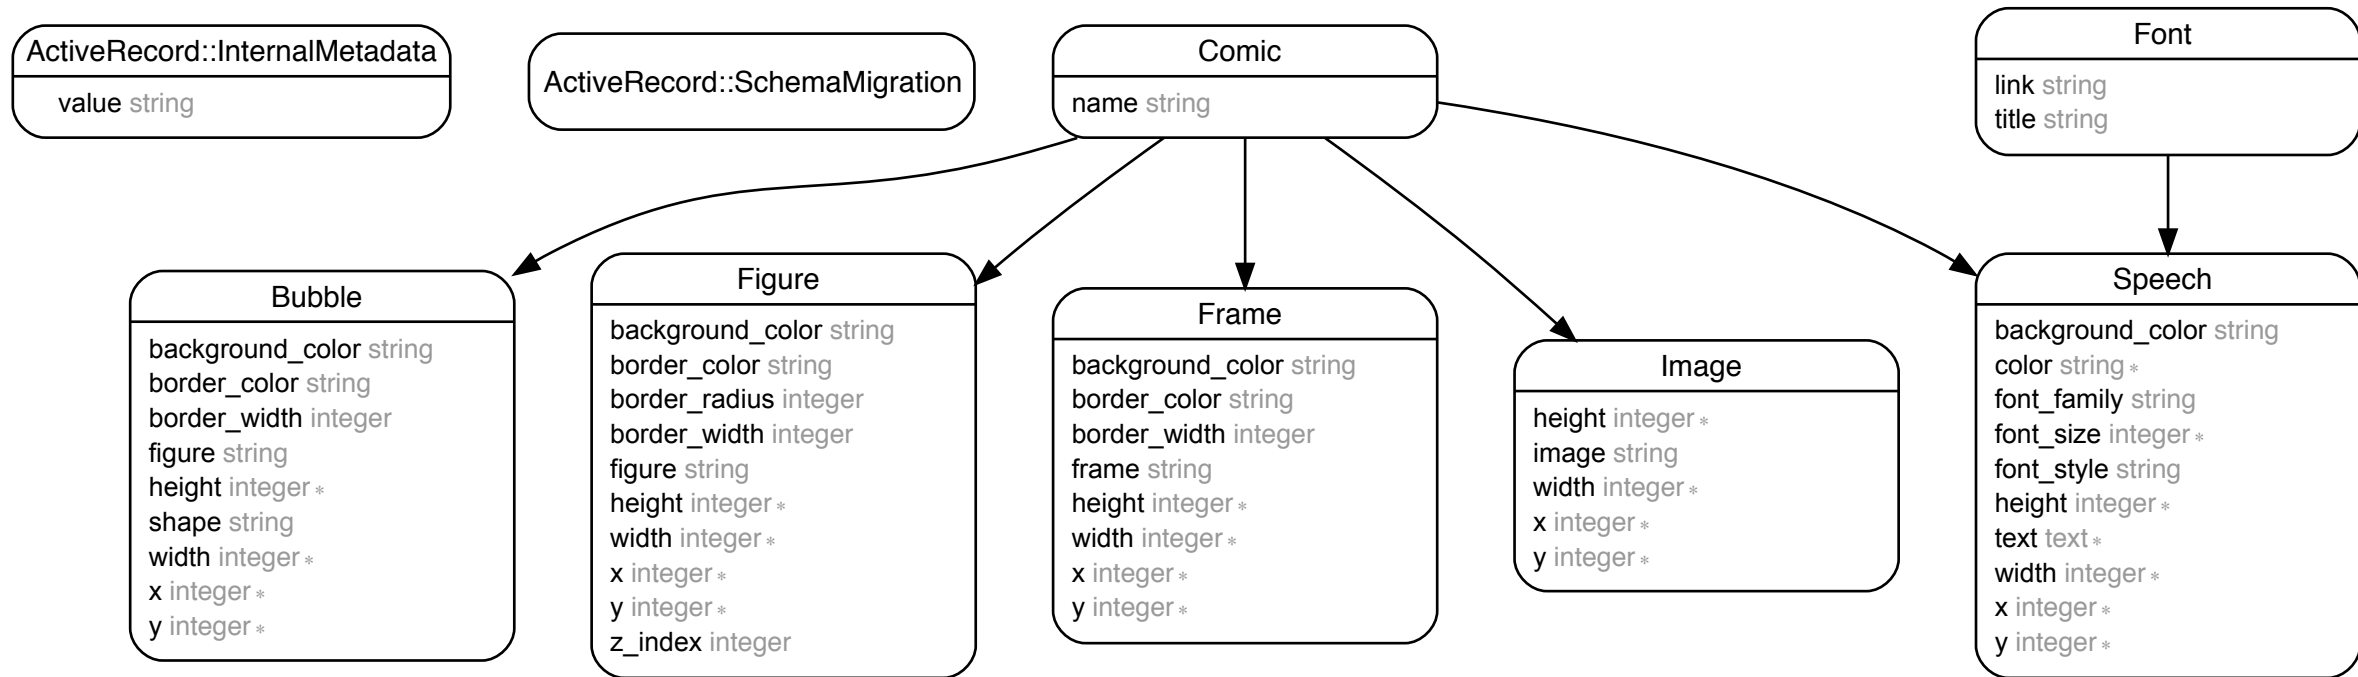 ActiveRecord::InternalMetadata
value string
ActiveRecord::SchemaMigration
Comic
name string
Font
link string
title string
Bubble
background_color string
border_color string
border_width integer
figure string
height integer *
shape string
width integer *
x integer *
y integer *
Figure
background_color string
border_color string
border_radius integer
border_width integer
figure string
height integer *
width integer *
x integer *
y integer *
z_index integer
Frame
background_color string
border_color string
border_width integer
frame string
height integer *
width integer *
x integer *
y integer *
Image
height integer *
image string
width integer *
x integer *
y integer *
Speech
background_color string
color string *
font_family string
font_size integer *
font_style string
height integer *
text text *
width integer *
x integer *
y integer *